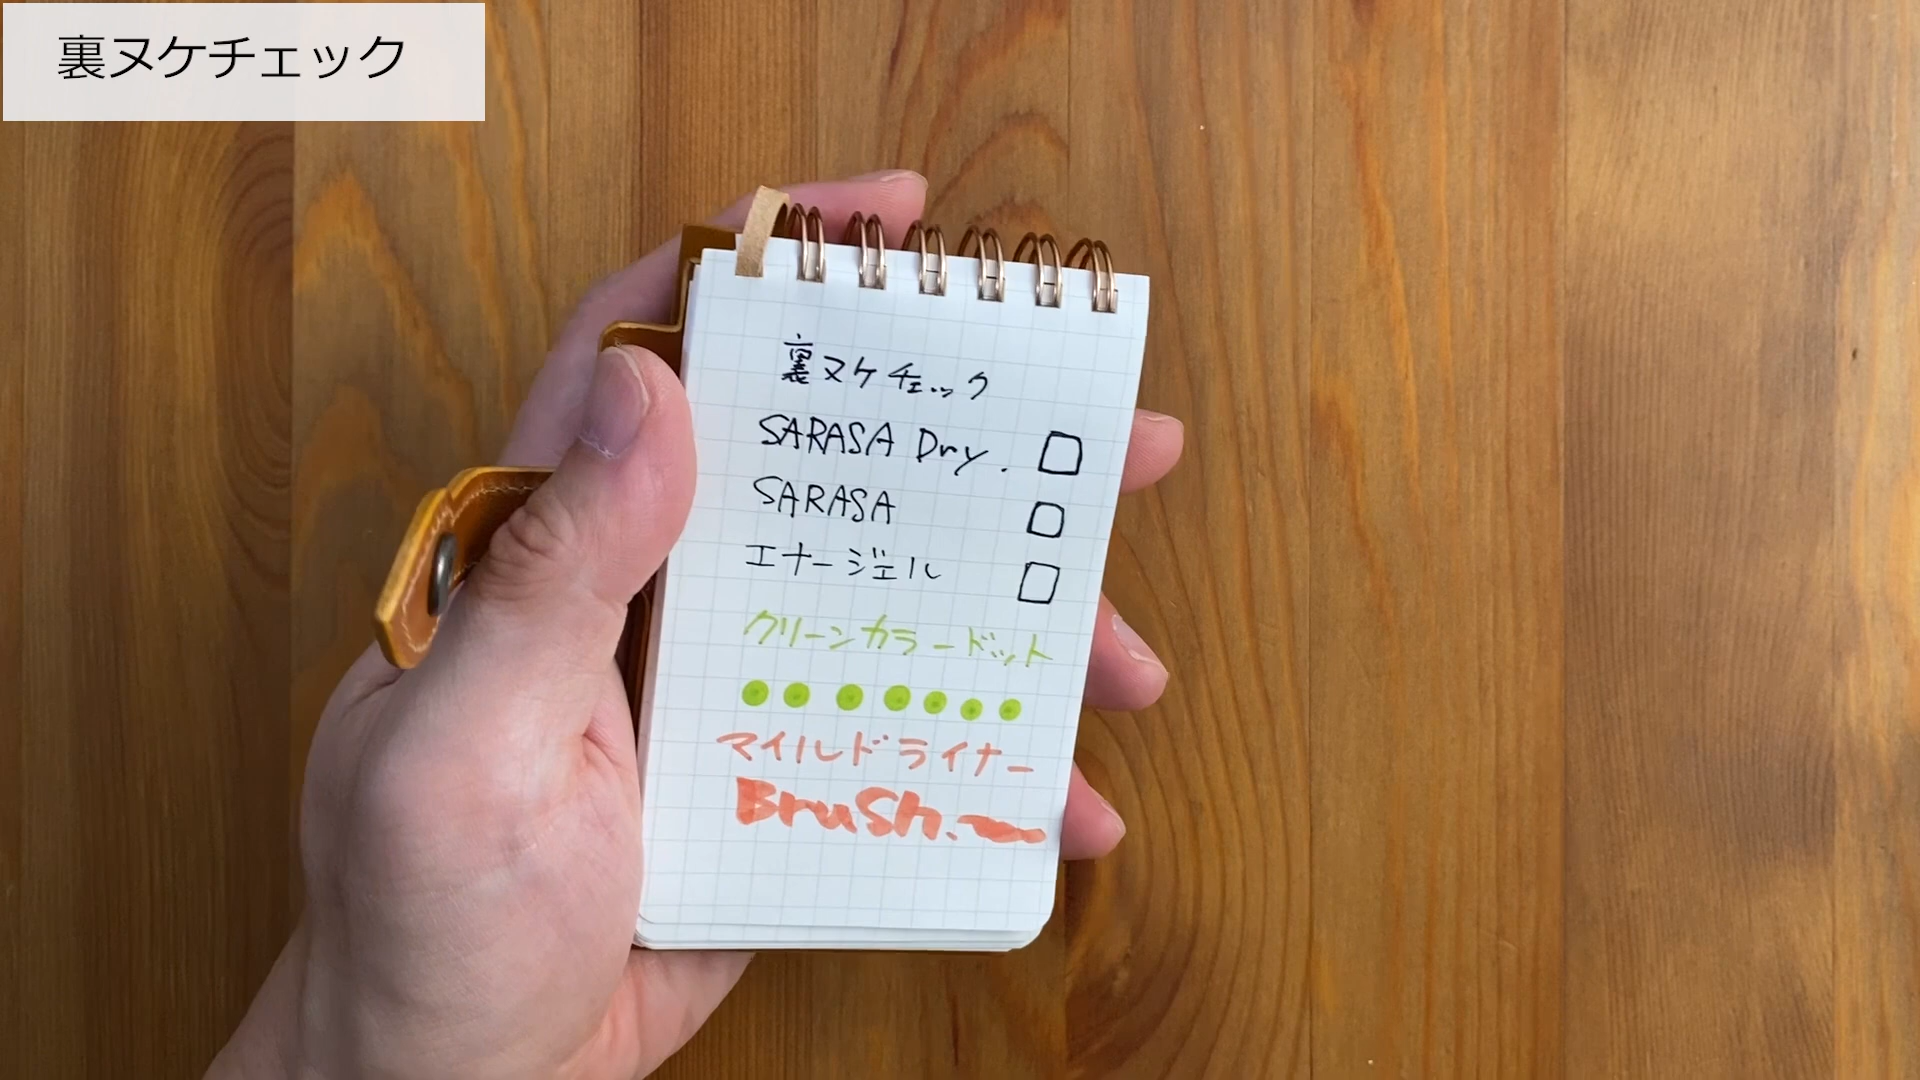 裏ヌケチェック
裏ヌケチェック
SARASA Dry.
SARASA
エナージェル
クリーンカラードット
マイルドライナー
Brush.